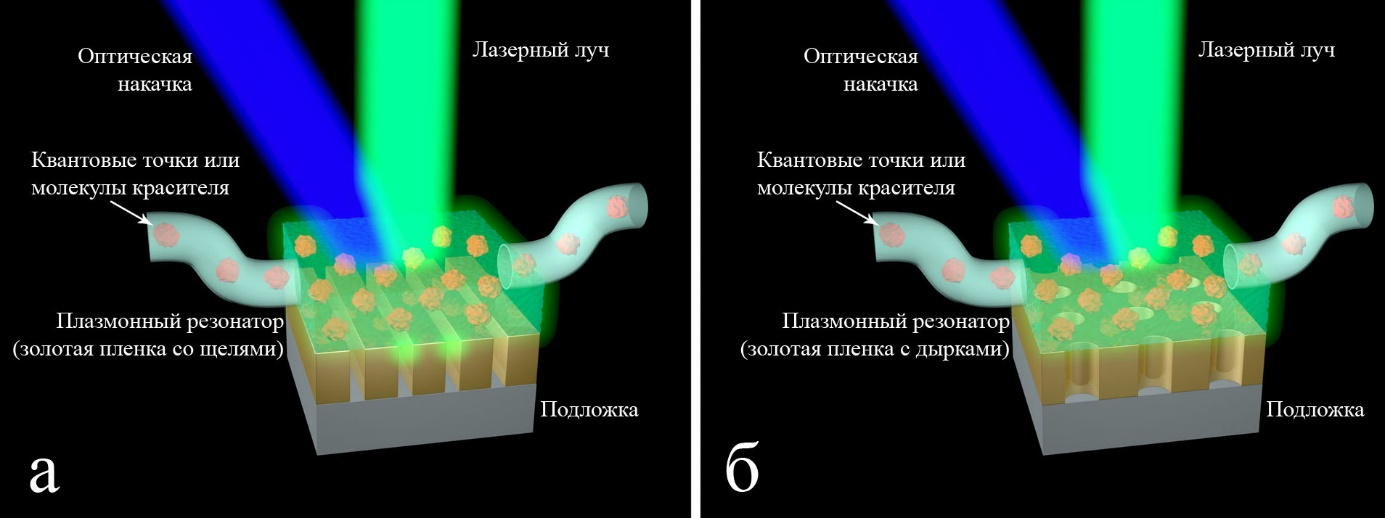 Оптическая
накачка
Лазерный луч
Квантовые точки или
молекулы красителя
Плазмонный резонатор
(золотая пленка со щелями)
Подложка
а
Оптическая
накачка
Лазерный луч
Квантовые точки или
молекулы красителя
Плазмонный резонатор
(золотая пленка с дырками)
Подложка
б